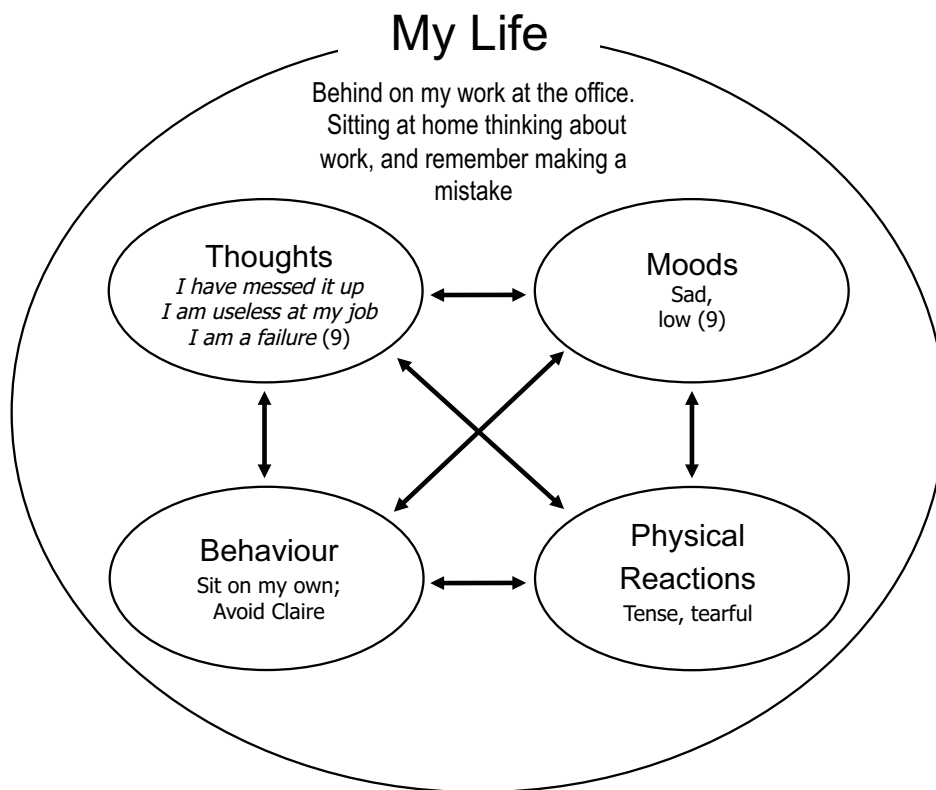 My Life
Behind on my work at the office.
Sitting at home thinking about
work, and remember making a
mistake
Thoughts
I have messed it up
I am useless at my job
I am a failure (9)
Moods
Sad,
low (9)
Behaviour
Sit on my own;
Avoid Claire
Physical
Reactions
Tense, tearful